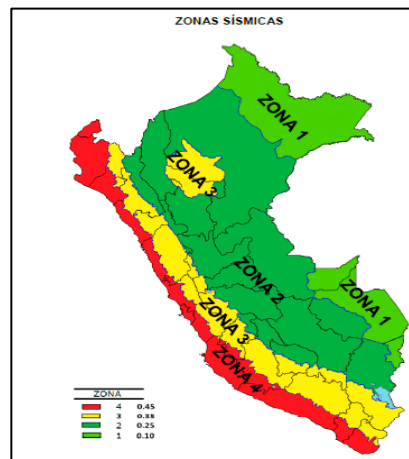 ZONAS SÍSMICAS
ZONA 1
ZONA 3
ZONA 2
ZONA 1
ZONA 3
ZONA 4
ZONA
4 0.45
3 0.35
2 0.25
1 0.10